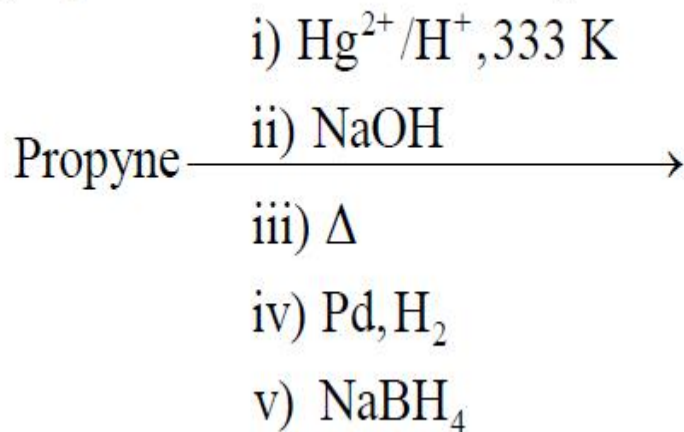 i) Hg²⁺/H⁺, 333 K
ii) NaOH
Propyne
iii) Δ
iv) Pd, H₂
v) NaBH₄